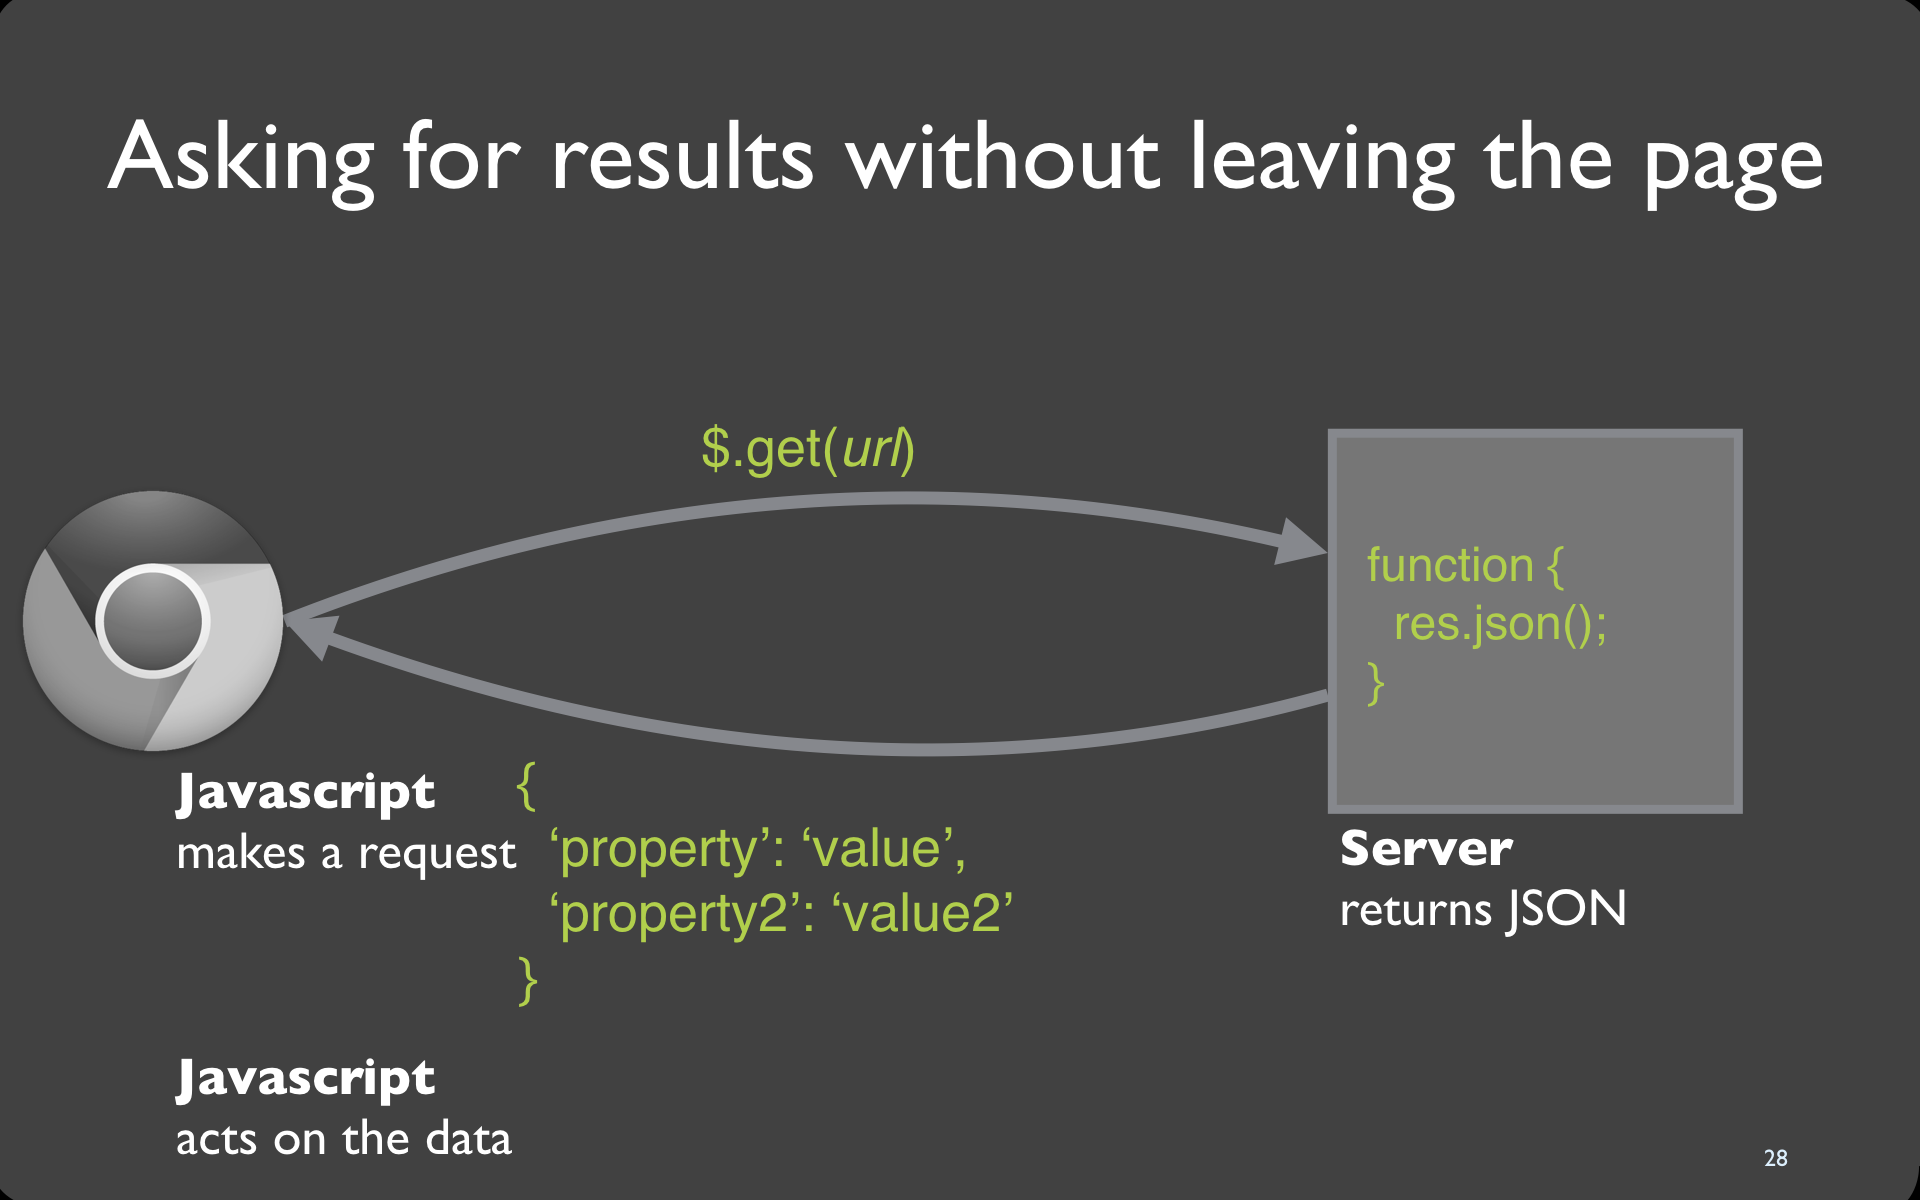 Asking for results without leaving the page
$.get(url)
function {
res.json();
}
Javascript
makes a request
{
‘property’: ‘value’,
‘property2’: ‘value2’
}
Server
returns JSON
Javascript
acts on the data
28